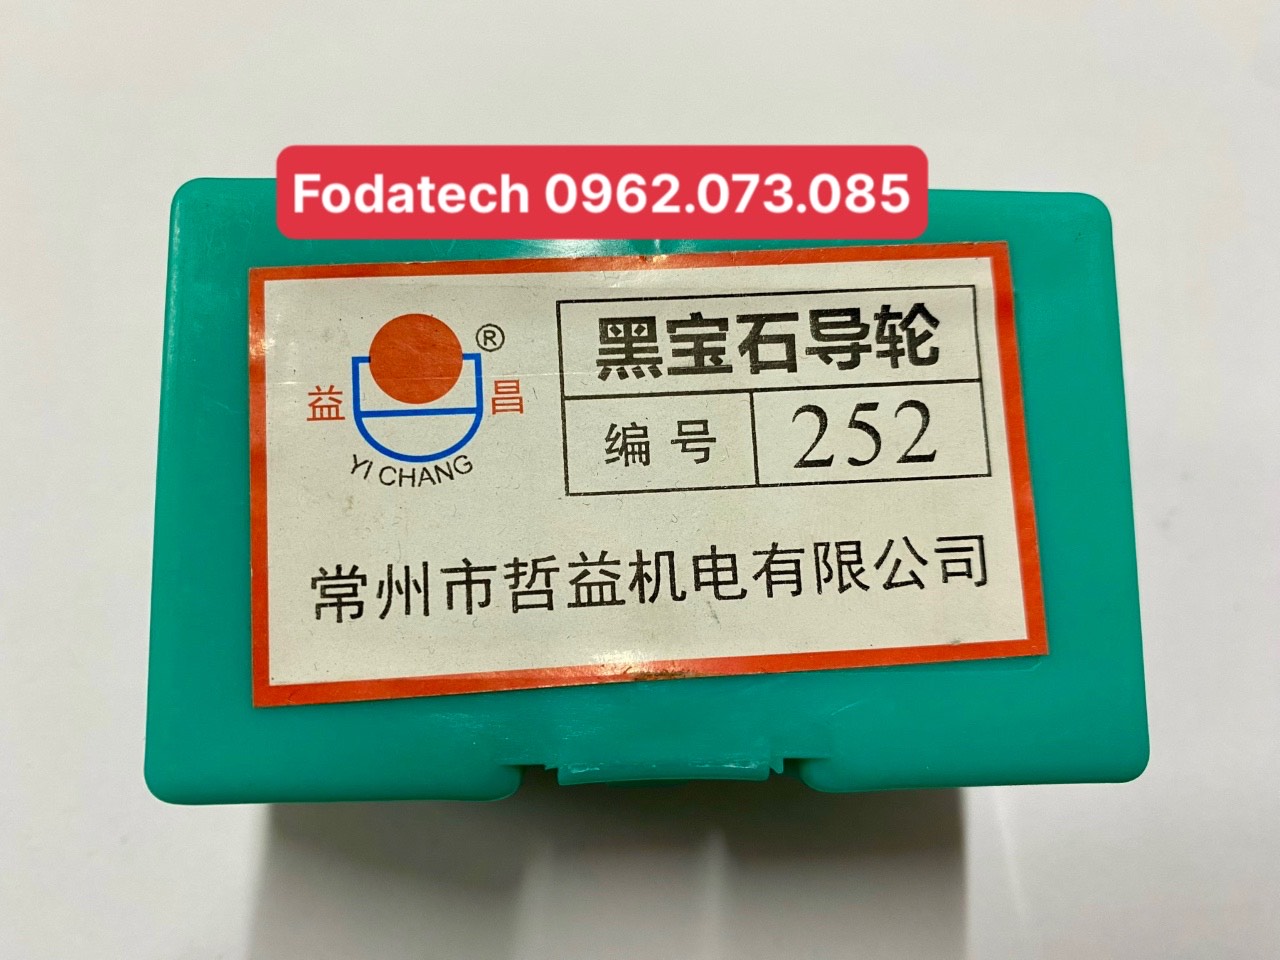 Fodatech 0962.073.085
®
益 昌
YI CHANG
黑宝石导轮
编号 252
常州市哲益机电有限公司